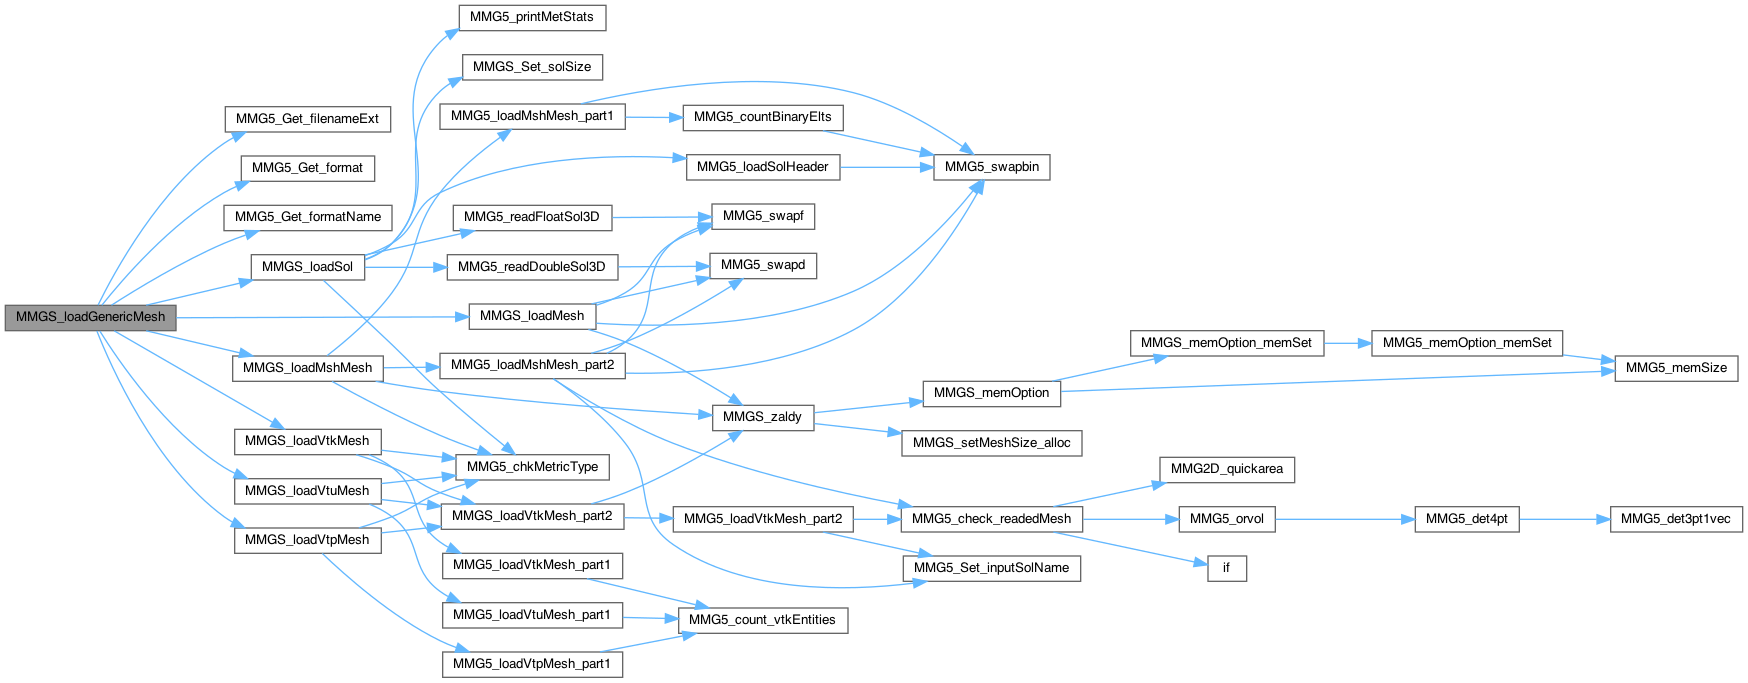 MMG5_printMetStats
MMGS_Set_solSize
MMG5_Get_filenameExt
MMG5_loadMshMesh_part1
MMG5_countBinaryElts
MMG5_Get_format
MMG5_loadSolHeader
MMG5_swapbin
MMG5_Get_formatName
MMG5_readFloatSol3D
MMG5_swapf
MMGS_loadSol
MMG5_readDoubleSol3D
MMG5_swapd
MMGS_loadGenericMesh
MMGS_loadMesh
MMGS_memOption_memSet
MMG5_memOption_memSet
MMGS_loadMshMesh
MMG5_loadMshMesh_part2
MMG5_memSize
MMGS_memOption
MMGS_zaldy
MMGS_loadVtkMesh
MMGS_setMeshSize_alloc
MMG5_chkMetricType
MMG2D_quickarea
MMGS_loadVtuMesh
MMGS_loadVtkMesh_part2
MMG5_loadVtkMesh_part2
MMG5_check_readedMesh
MMG5_orvol
MMG5_det4pt
MMG5_det3pt1vec
MMGS_loadVtpMesh
MMG5_loadVtkMesh_part1
MMG5_Set_inputSolName
if
MMG5_loadVtuMesh_part1
MMG5_count_vtkEntities
MMG5_loadVtpMesh_part1